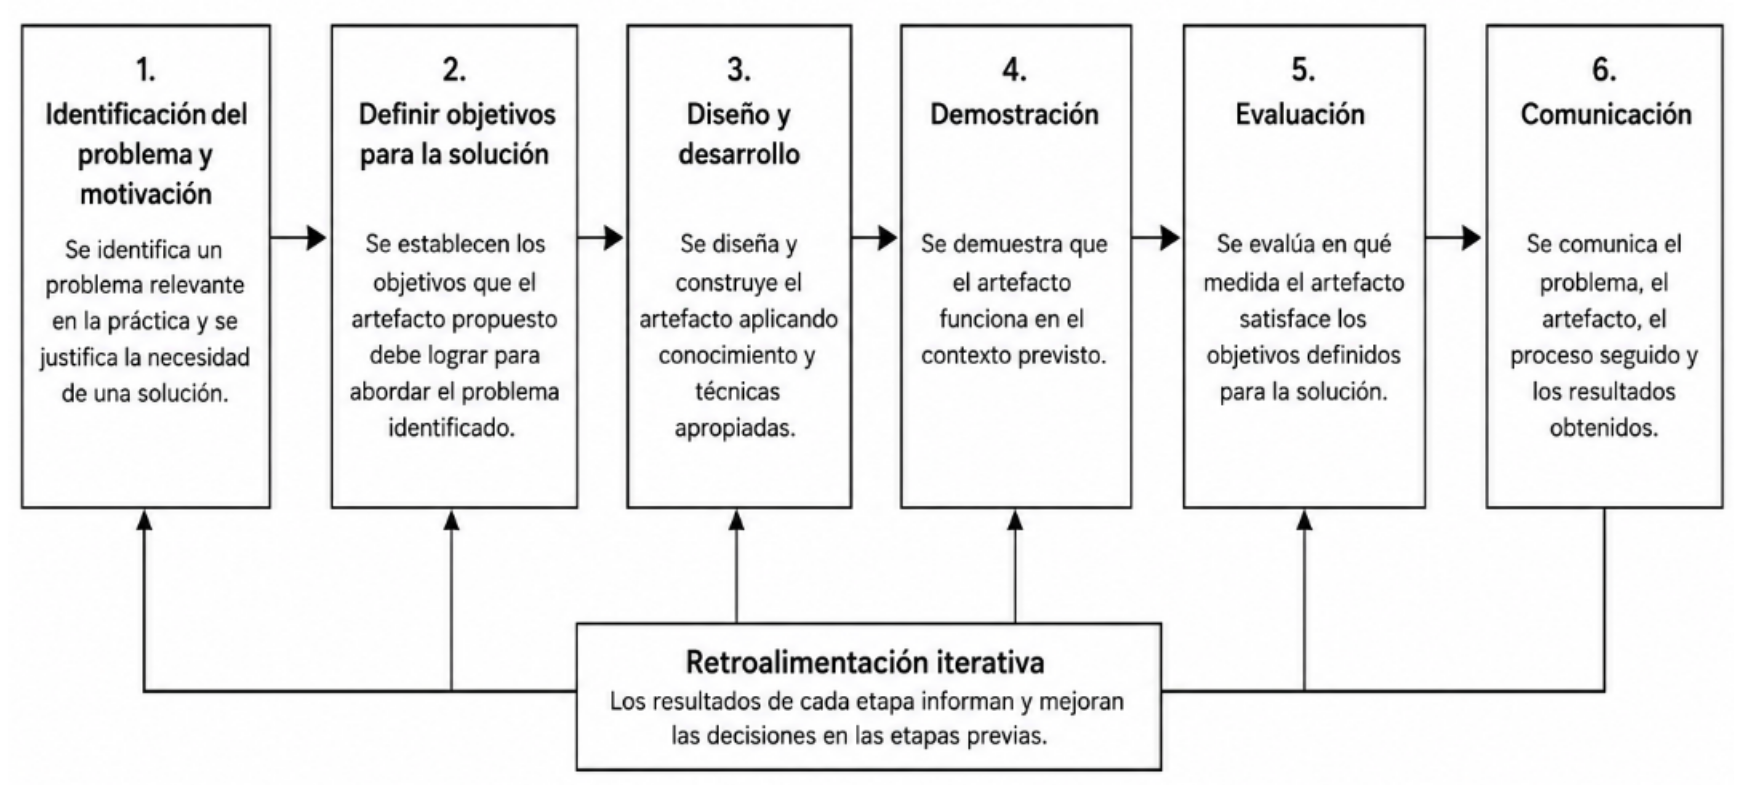 1.
Identificación del
problema y
motivación
Se identifica un
problema relevante
en la práctica y se
justifica la necesidad
de una solución.
2.
Definir objetivos
para la solución
Se establecen los
objetivos que el
artefacto propuesto
debe lograr para
abordar el problema
identificado.
3.
Diseño y
desarrollo
Se diseña y
construye el
artefacto aplicando
conocimiento y
técnicas
apropiadas.
4.
Demostración
Se demuestra que
el artefacto
funciona en el
contexto previsto.
5.
Evaluación
Se evalúa en qué
medida el artefacto
satisface los
objetivos definidos
para la solución.
6.
Comunicación
Se comunica el
problema, el
artefacto, el
proceso seguido y
los resultados
obtenidos.
Retroalimentación iterativa
Los resultados de cada etapa informan y mejoran
las decisiones en las etapas previas.